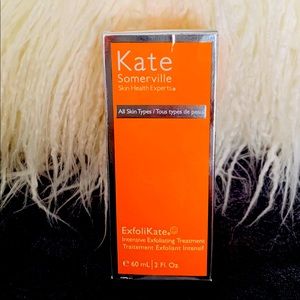 Kate
Somerville
Skin Health Experts®
All Skin Types / Tous types de peau
ExfoliKate®
Intensive Exfoliating Treatment
Traitement Exfoliant Intensif
℮ 60 mL | 2 Fl. Oz.